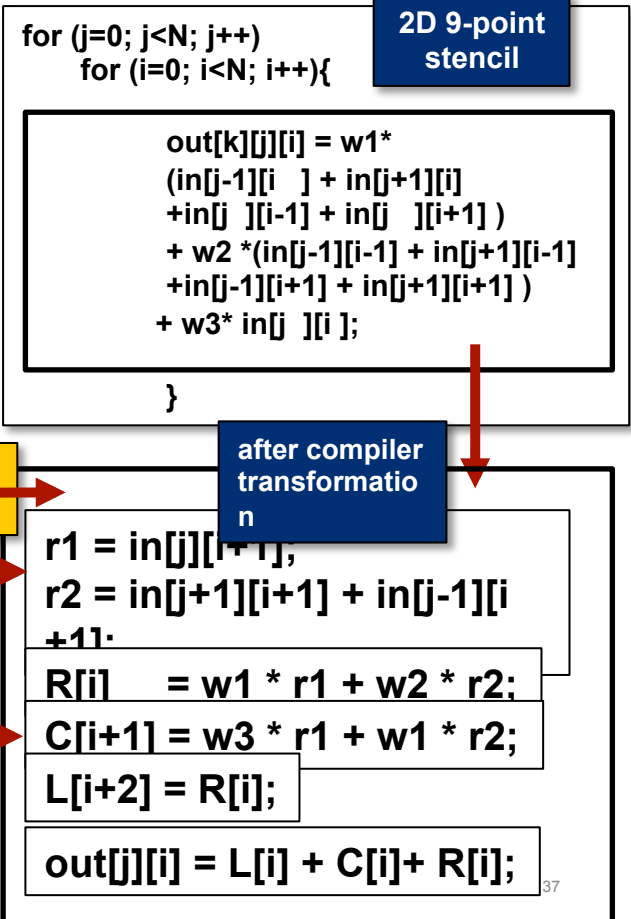 2D 9-point
stencil
for (j=0; j<N; j++)
for (i=0; i<N; i++){
out[k][j][i] = w1*
(in[j-1][i   ] + in[j+1][i]
+in[j  ][i-1] + in[j   ][i+1] )
+ w2 *(in[j-1][i-1] + in[j+1][i-1]
+in[j-1][i+1] + in[j+1][i+1] )
+ w3* in[j  ][i ];
}
after compiler
transformatio
n
r1 = in[j][i+1];
r2 = in[j+1][i+1] + in[j-1][i
+1];
R[i]    = w1 * r1 + w2 * r2;
C[i+1] = w3 * r1 + w1 * r2;
L[i+2] = R[i];
out[j][i] = L[i] + C[i]+ R[i];
37